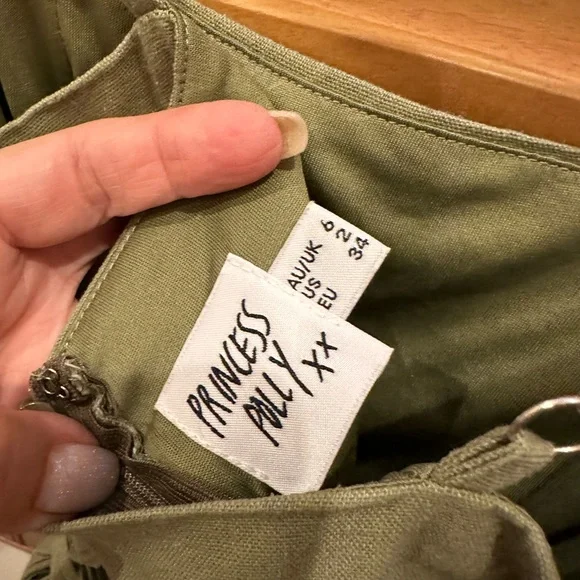 AU/UK 6
US 2
EU 34
PRINCESS
POLLY
XX